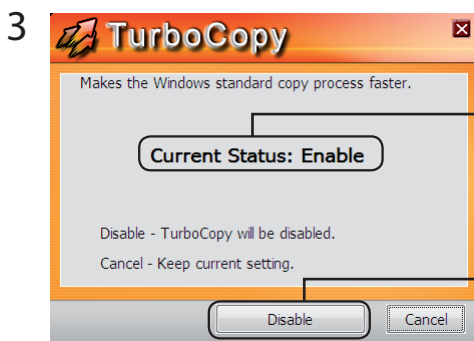 3
TurboCopy
Makes the Windows standard copy process faster.
Current Status: Enable
Disable - TurboCopy will be disabled.
Cancel - Keep current setting.
Disable Cancel